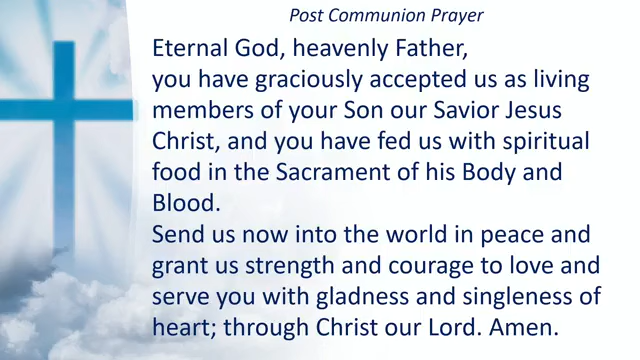 Post Communion Prayer
Eternal God, heavenly Father,
you have graciously accepted us as living
members of your Son our Savior Jesus
Christ, and you have fed us with spiritual
food in the Sacrament of his Body and
Blood.
Send us now into the world in peace and
grant us strength and courage to love and
serve you with gladness and singleness of
heart; through Christ our Lord. Amen.